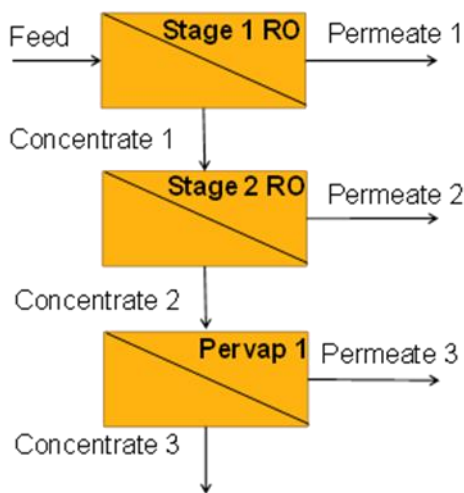 Feed
Stage 1 RO
Permeate 1
Concentrate 1
Stage 2 RO
Permeate 2
Concentrate 2
Pervap 1
Permeate 3
Concentrate 3